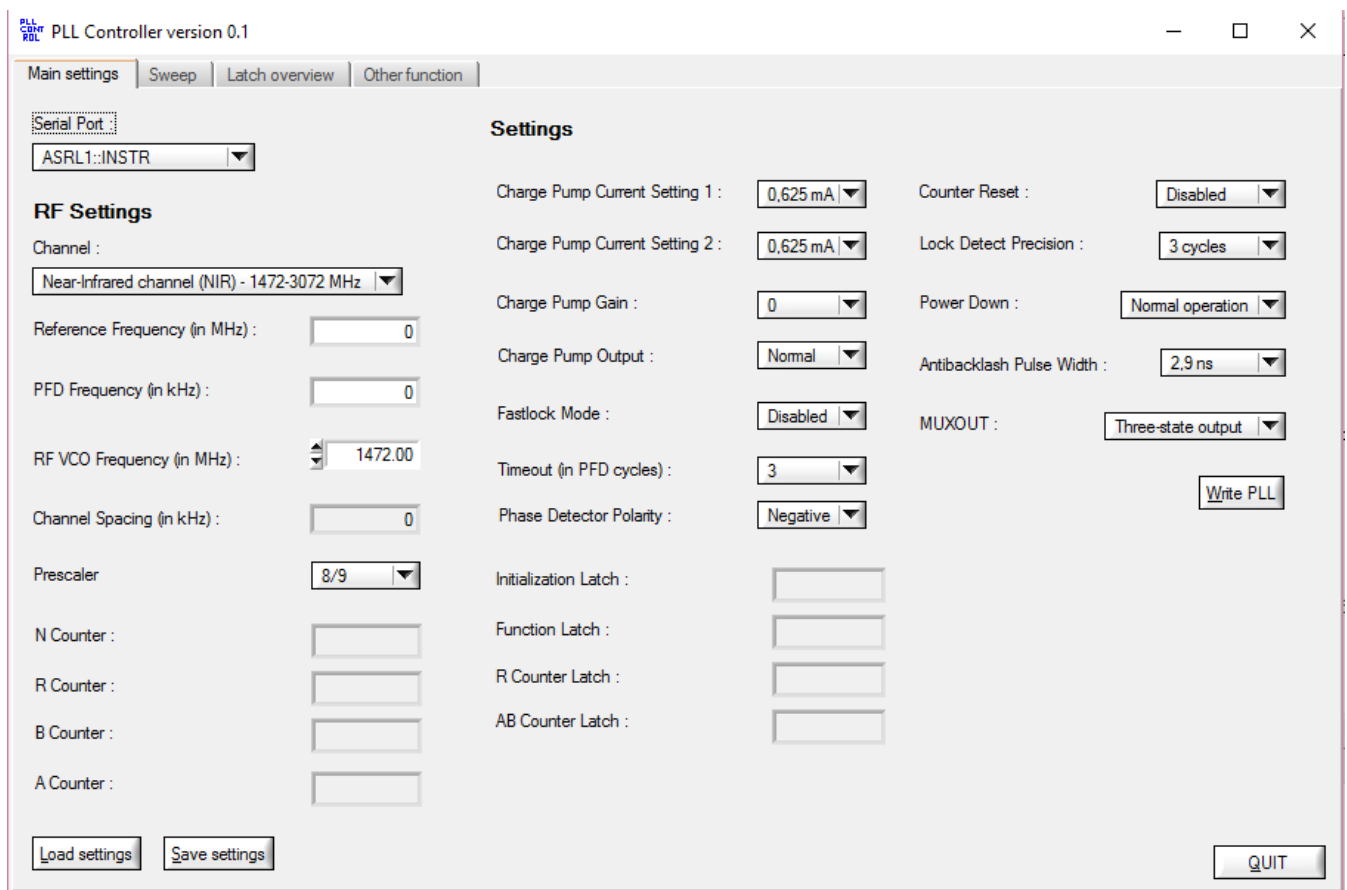 PLL CONT ROL PLL Controller version 0.1
Main settings Sweep Latch overview Other function
Serial Port :
ASRL1::INSTR
RF Settings
Channel :
Near-Infrared channel (NIR) - 1472-3072 MHz
Reference Frequency (in MHz) : 0
PFD Frequency (in kHz) : 0
RF VCO Frequency (in MHz) : 1472.00
Channel Spacing (in kHz) : 0
Prescaler 8/9
N Counter :
R Counter :
B Counter :
A Counter :
Load settings Save settings
Settings
Charge Pump Current Setting 1 : 0,625 mA
Charge Pump Current Setting 2 : 0,625 mA
Charge Pump Gain : 0
Charge Pump Output : Normal
Fastlock Mode : Disabled
Timeout (in PFD cycles) : 3
Phase Detector Polarity : Negative
Initialization Latch :
Function Latch :
R Counter Latch :
AB Counter Latch :
Counter Reset : Disabled
Lock Detect Precision : 3 cycles
Power Down : Normal operation
Antibacklash Pulse Width : 2,9 ns
MUXOUT : Three-state output
Write PLL
QUIT